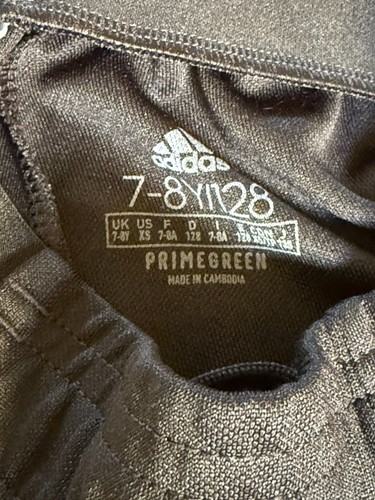 adidas
7-8Y/128
UK US F D I
7-8Y XS 7-8A 128 7-8A
PRIMEGREEN
MADE IN CAMBODIA